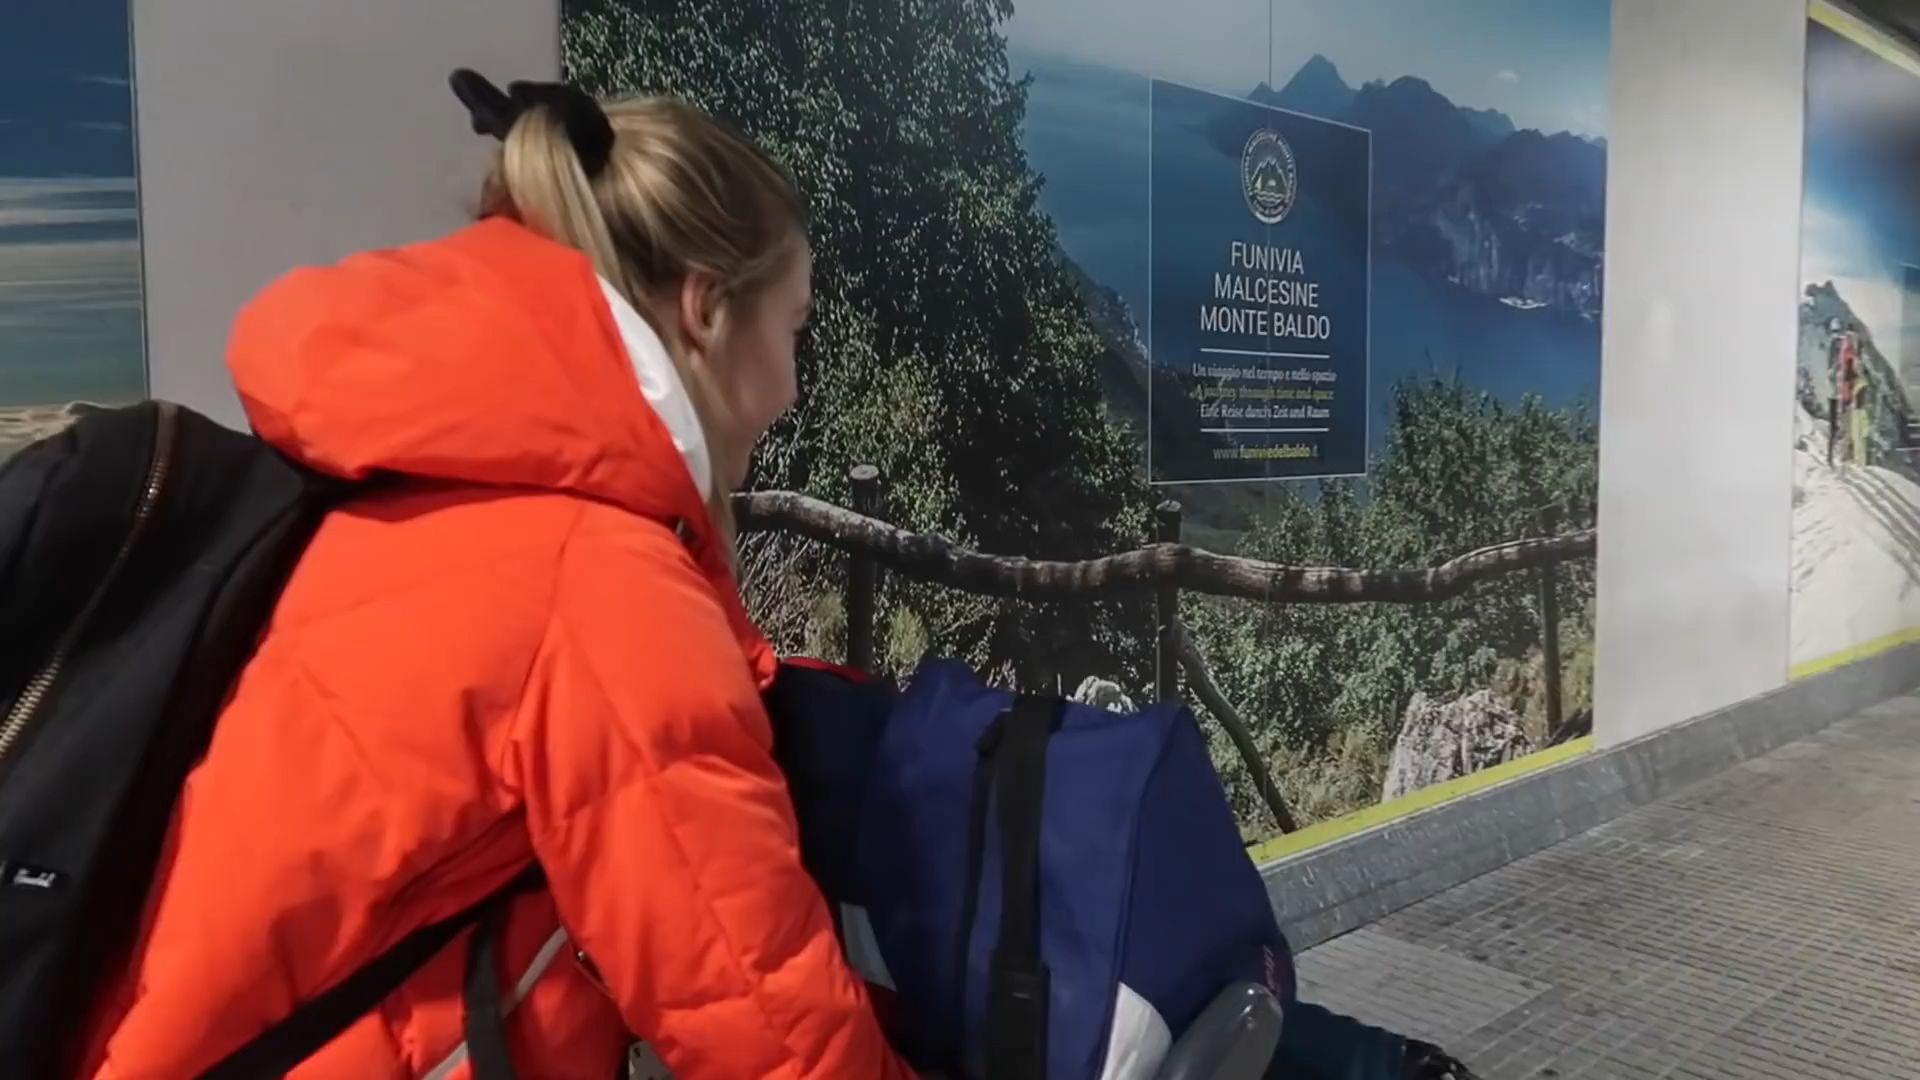 FUNIVIA
MALCESINE
MONTE BALDO
Un viaggio nel tempo e nello spazio
A journey through time and space
Eine Reise durch Zeit und Raum
www.funiviedelbaldo.it